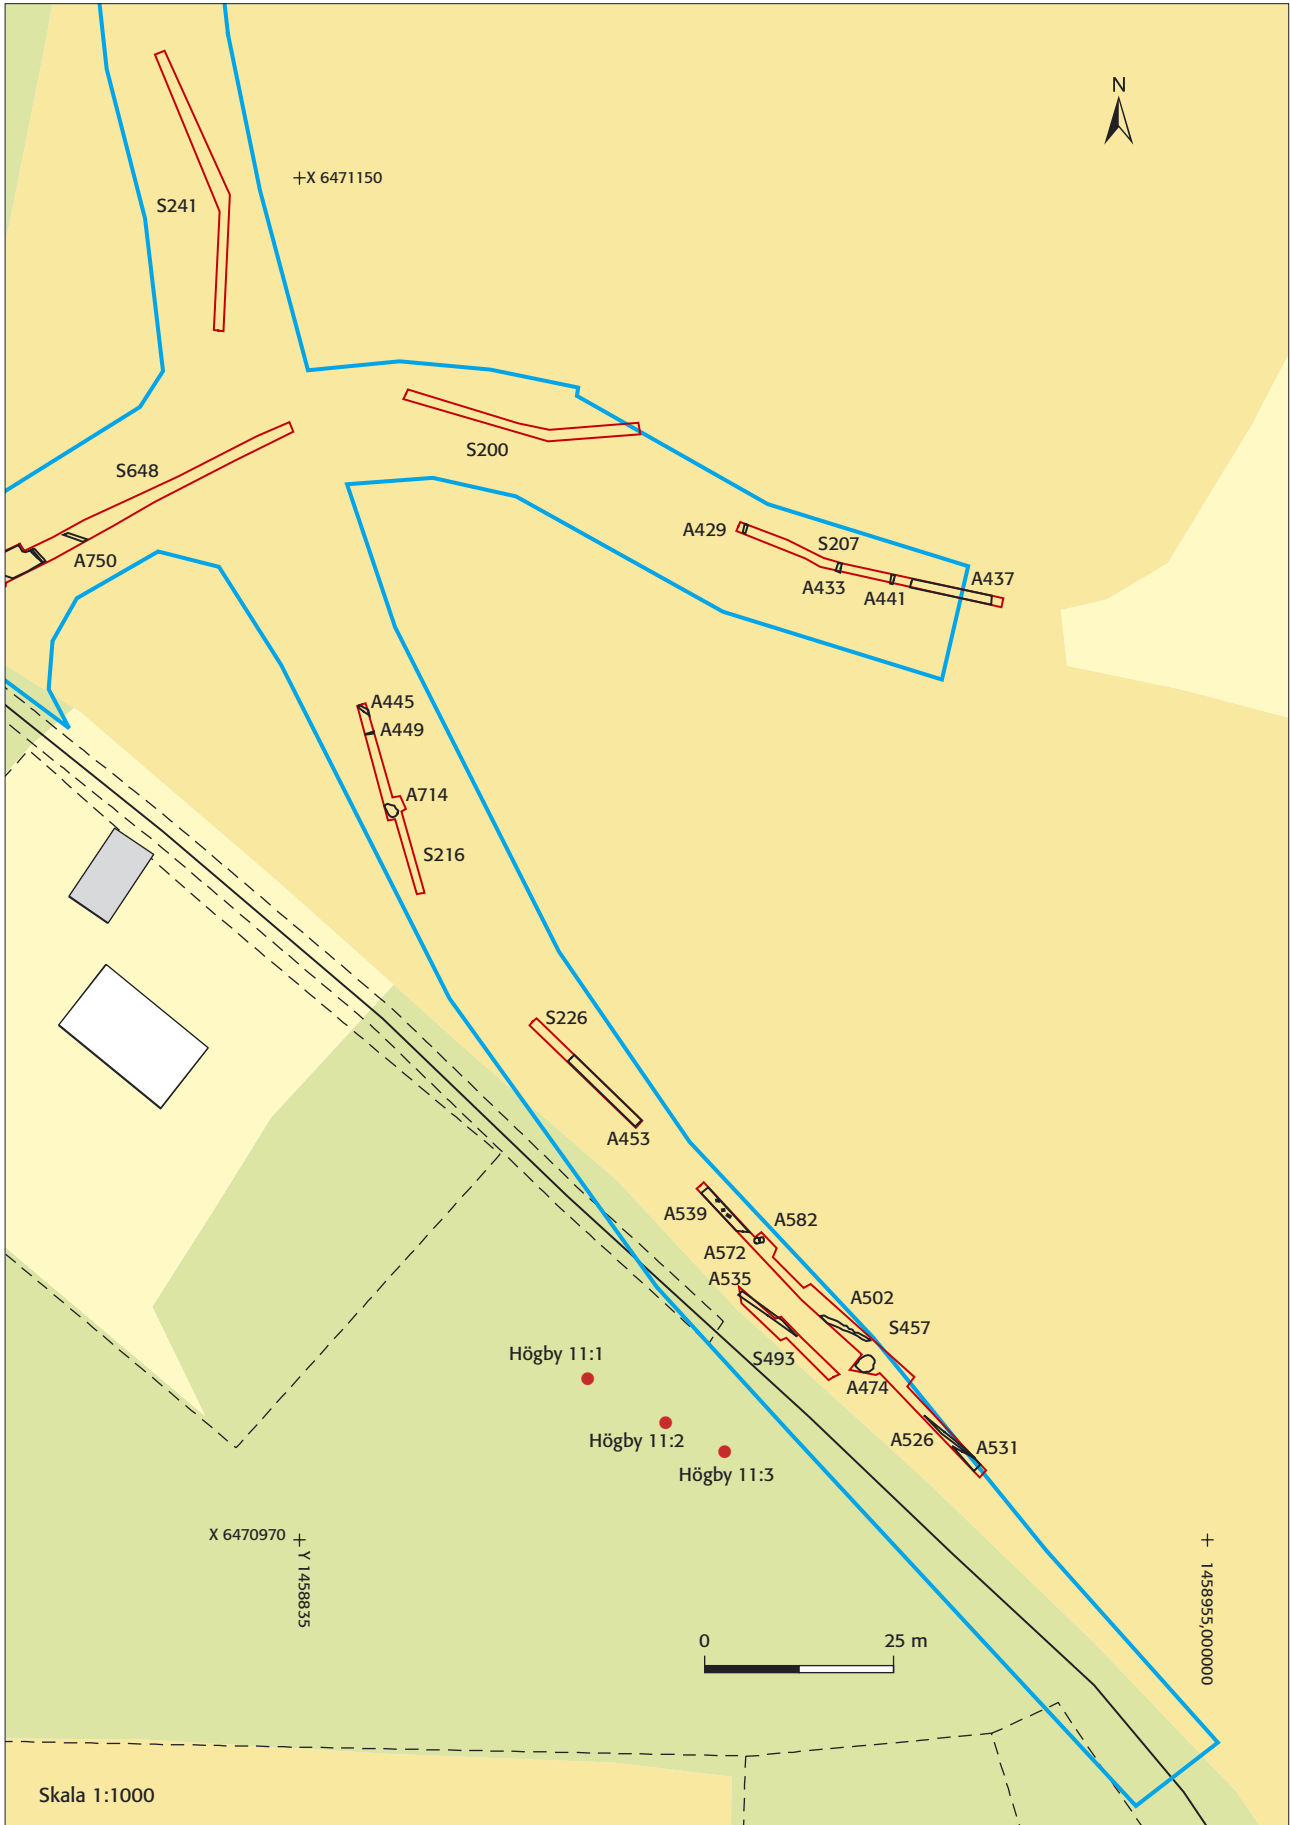 N
X 6471150
S241
S200
S648
A429
S207
A750
A437
A433
A441
A445
A449
A714
S216
S226
A453
A539
A582
A572
A535
A502
S457
Högby 11:1
S493
A474
Högby 11:2
A526
A531
Högby 11:3
X 6470970
Y 1458835
1458955,000000
0 25 m
Skala 1:1000